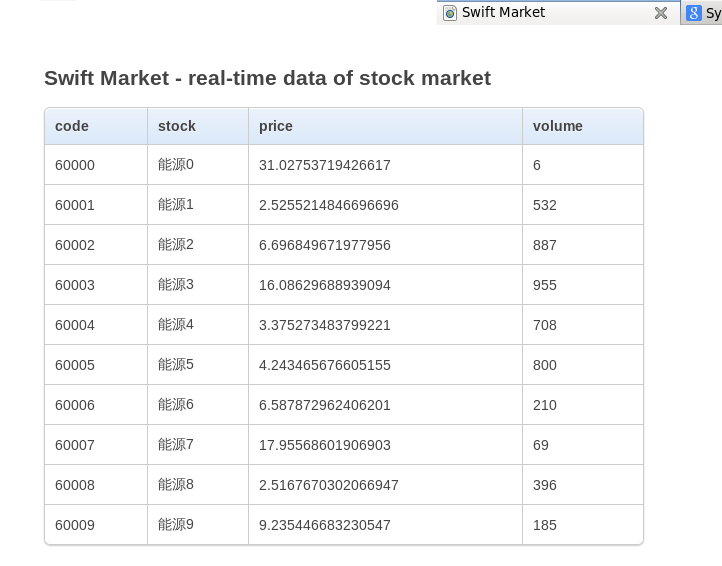 Swift Market
Sy
Swift Market - real-time data of stock market
code stock price volume
60000 能源0 31.02753719426617 6
60001 能源1 2.5255214846696696 532
60002 能源2 6.696849671977956 887
60003 能源3 16.08629688939094 955
60004 能源4 3.375273483799221 708
60005 能源5 4.243465676605155 800
60006 能源6 6.587872962406201 210
60007 能源7 17.95568601906903 69
60008 能源8 2.5167670302066947 396
60009 能源9 9.235446683230547 185